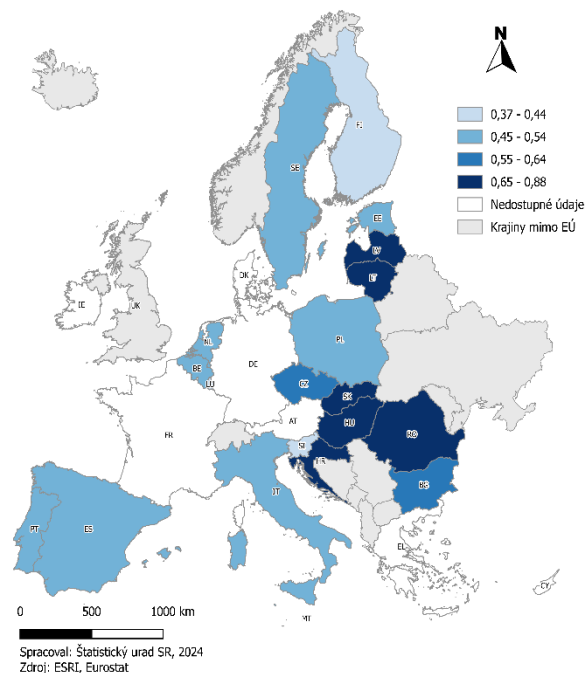 N
0,37 - 0,44
0,45 - 0,54
0,55 - 0,64
0,65 - 0,88
Nedostupné údaje
Krajiny mimo EÚ
FI
SE
EE
LV
LT
DK
IE
UK
NL
PL
BE
DE
LU
CZ
SK
FR
AT
HU
RO
SI
HR
BG
IT
PT
ES
EL
CY
MT
0 500 1000 km
Spracoval: Štatistický urad SR, 2024
Zdroj: ESRI, Eurostat